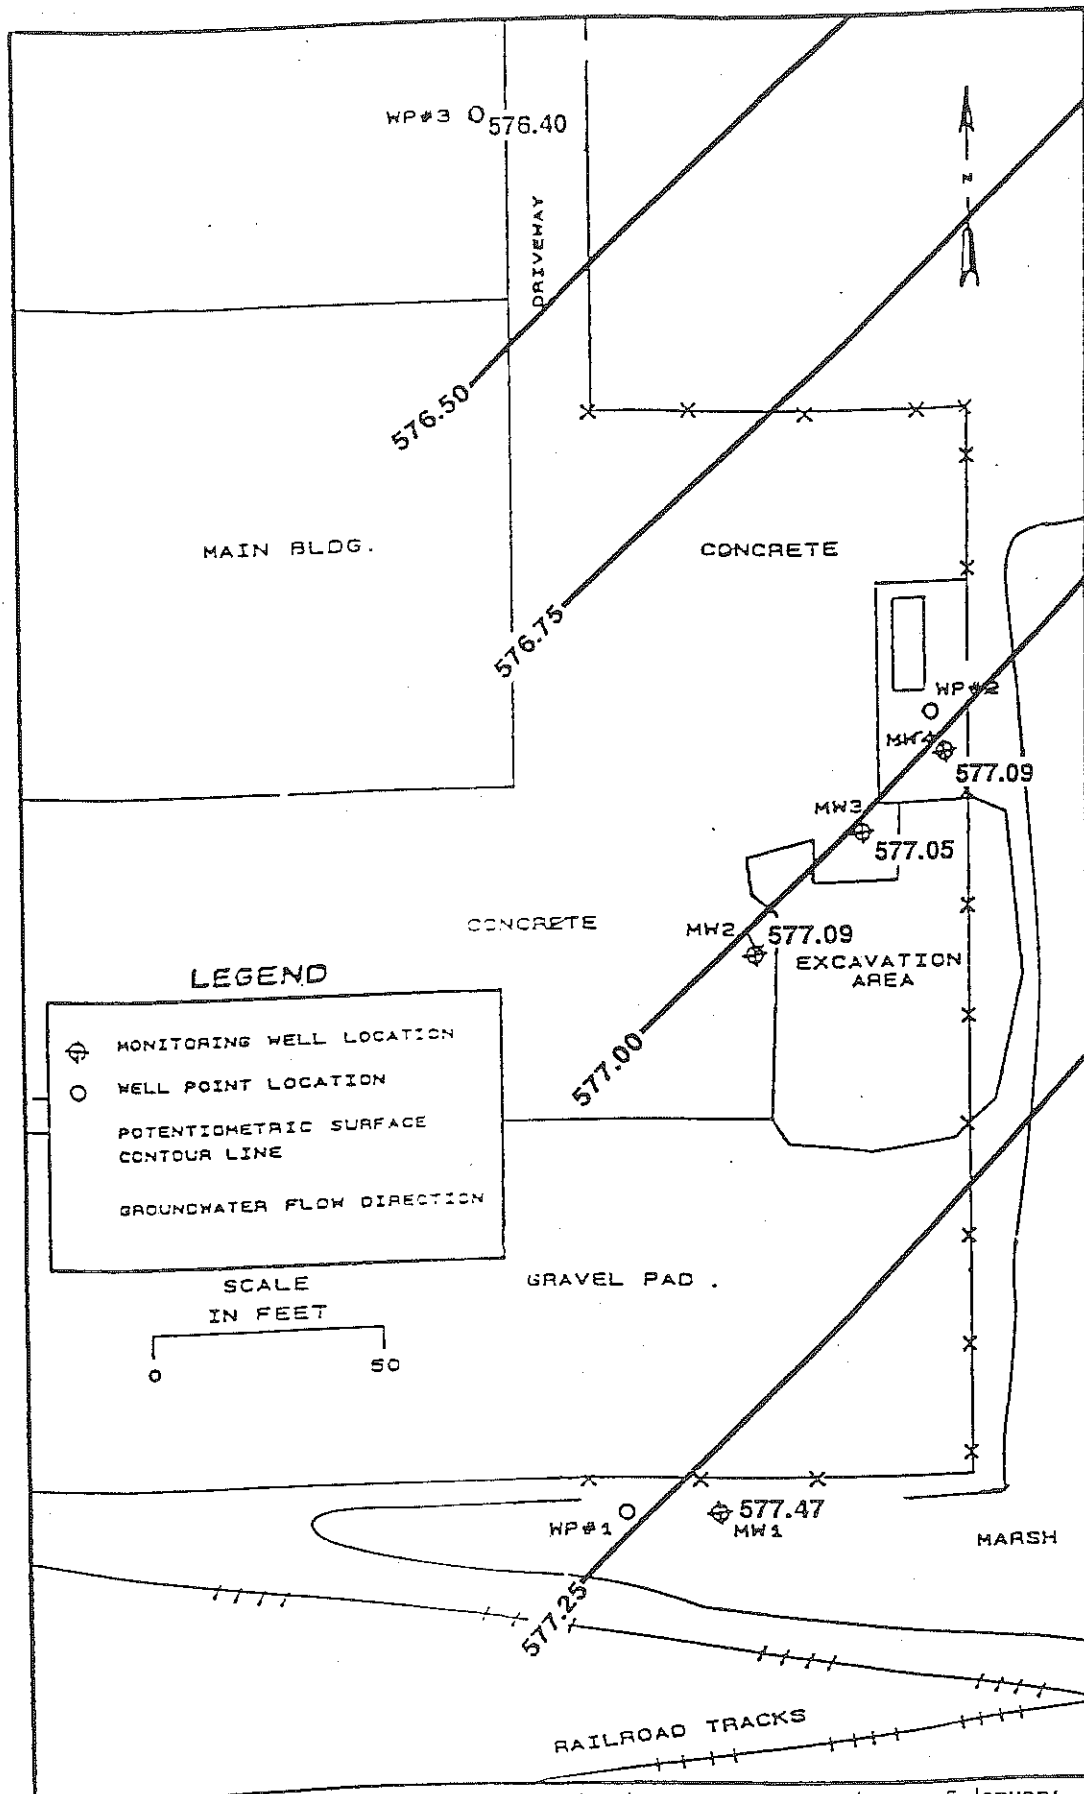 WP#3
576.40
N
DRIVEWAY
576.50
MAIN BLDG.
CONCRETE
576.75
WP#2
MW4
577.09
MW3
577.05
CONCRETE
MW2
577.09
EXCAVATION
AREA
LEGEND
MONITORING WELL LOCATION
WELL POINT LOCATION
POTENTIOMETRIC SURFACE
CONTOUR LINE
GROUNDWATER FLOW DIRECTION
577.00
SCALE
IN FEET
0
50
GRAVEL PAD .
WP#1
577.47
MW1
MARSH
577.25
RAILROAD TRACKS